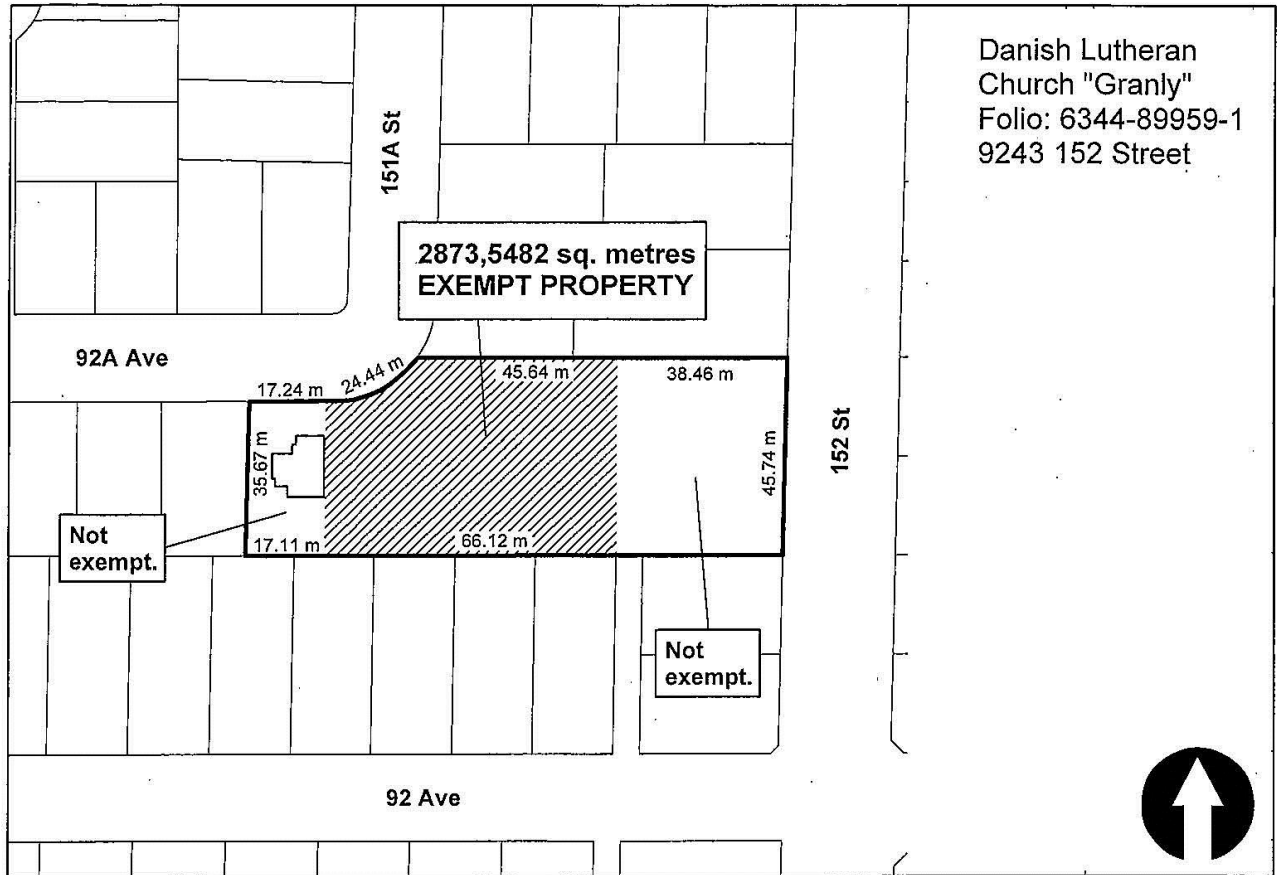 Danish Lutheran
Church "Granly"
Folio: 6344-89959-1
9243 152 Street
151A St
2873,5482 sq. metres
EXEMPT PROPERTY
92A Ave
17.24 m
24.44 m
45.64 m
38.46 m
35.67 m
45.74 m
152 St
Not
exempt.
17.11 m
66.12 m
Not
exempt.
92 Ave